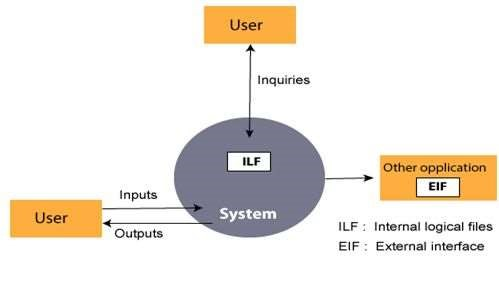 User
Inquiries
ILF
System
Inputs
Outputs
User
Other opplication
EIF
ILF : Internal logical files
EIF : External interface